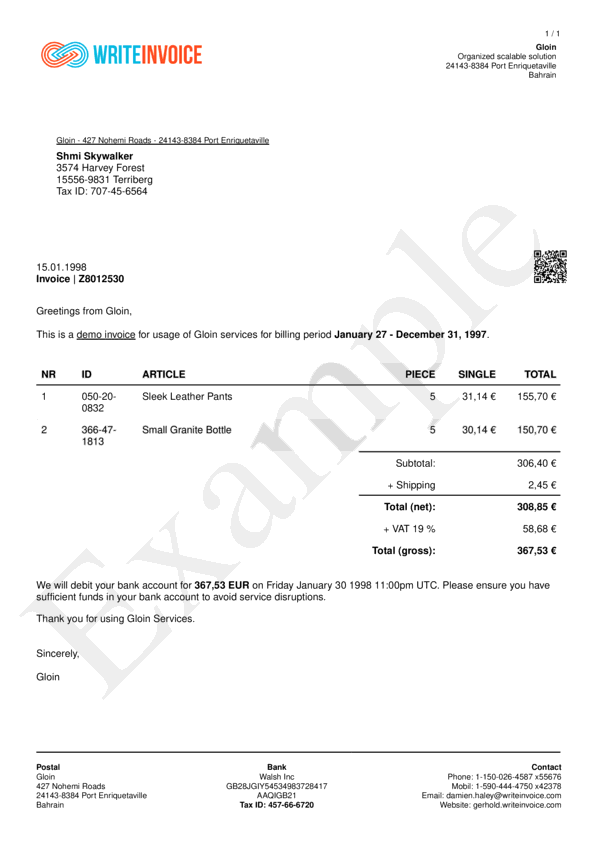 1 / 1
WRITEINVOICE
Gloin
Organized scalable solution
24143-8384 Port Enriquetaville
Bahrain
Gloin - 427 Nohemi Roads - 24143-8384 Port Enriquetaville
Shmi Skywalker
3574 Harvey Forest
15556-9831 Terriberg
Tax ID: 707-45-6564
15.01.1998
Invoice | Z8012530
Greetings from Gloin,
This is a demo invoice for usage of Gloin services for billing period January 27 - December 31, 1997.
NR ID ARTICLE PIECE SINGLE TOTAL
1 050-20- Sleek Leather Pants 5 31,14 € 155,70 €
0832
2 366-47- Small Granite Bottle 5 30,14 € 150,70 €
1813
Subtotal: 306,40 €
+ Shipping 2,45 €
Total (net): 308,85 €
+ VAT 19 % 58,68 €
Total (gross): 367,53 €
We will debit your bank account for 367,53 EUR on Friday January 30 1998 11:00pm UTC. Please ensure you have
sufficient funds in your bank account to avoid service disruptions.
Thank you for using Gloin Services.
Sincerely,
Gloin
Example
Postal
Gloin
427 Nohemi Roads
24143-8384 Port Enriquetaville
Bahrain
Bank
Walsh Inc
GB28JGIY54534983728417
AAQIGB21
Tax ID: 457-66-6720
Contact
Phone: 1-150-026-4587 x55676
Mobil: 1-590-444-4750 x42378
Email: damien.haley@writeinvoice.com
Website: gerhold.writeinvoice.com